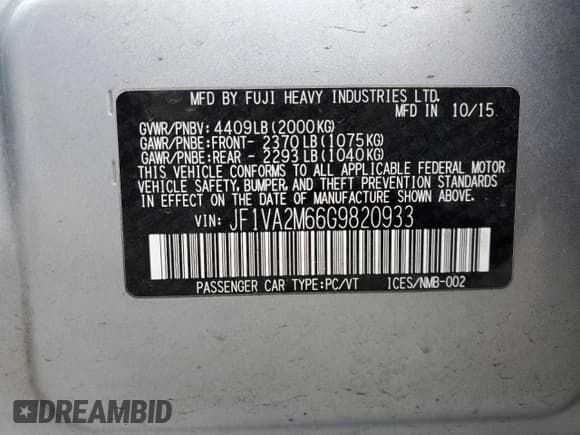 MFD BY FUJI HEAVY INDUSTRIES LTD.
MFD IN 10/15
GVWR/PNBV: 4409LB(2000KG)
GAWR/PNBE:FRONT- 2370LB(1075KG)
GAWR/PNBE:REAR - 2293LB(1040KG)
THIS VEHICLE CONFORMS TO ALL APPLICABLE FEDERAL MOTOR
VEHICLE SAFETY, BUMPER, AND THEFT PREVENTION STANDARDS
IN EFFECT ON THE DATE OF MANUFACTURE SHOWN ABOVE.
VIN: JF1VA2M66G9820933
PASSENGER CAR TYPE:PC/VT ICES/NMB-002
DREAMBID